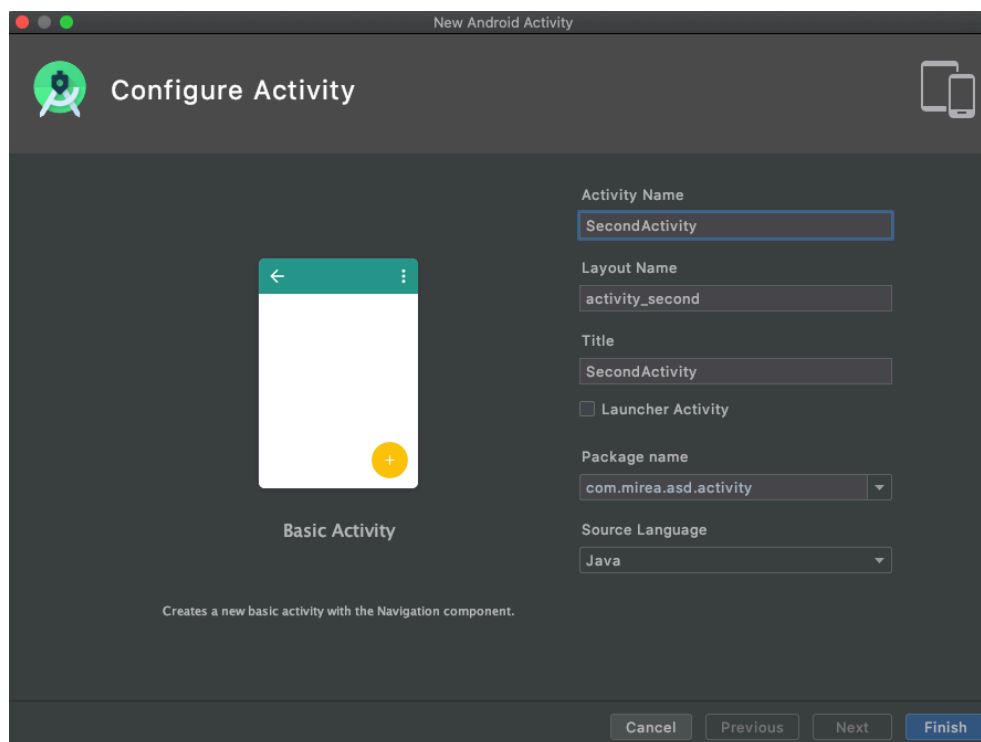 New Android Activity
Configure Activity
Activity Name
SecondActivity
Layout Name
activity_second
Title
SecondActivity
Launcher Activity
Package name
com.mirea.asd.activity
Source Language
Java
Basic Activity
Creates a new basic activity with the Navigation component.
Cancel Previous Next Finish